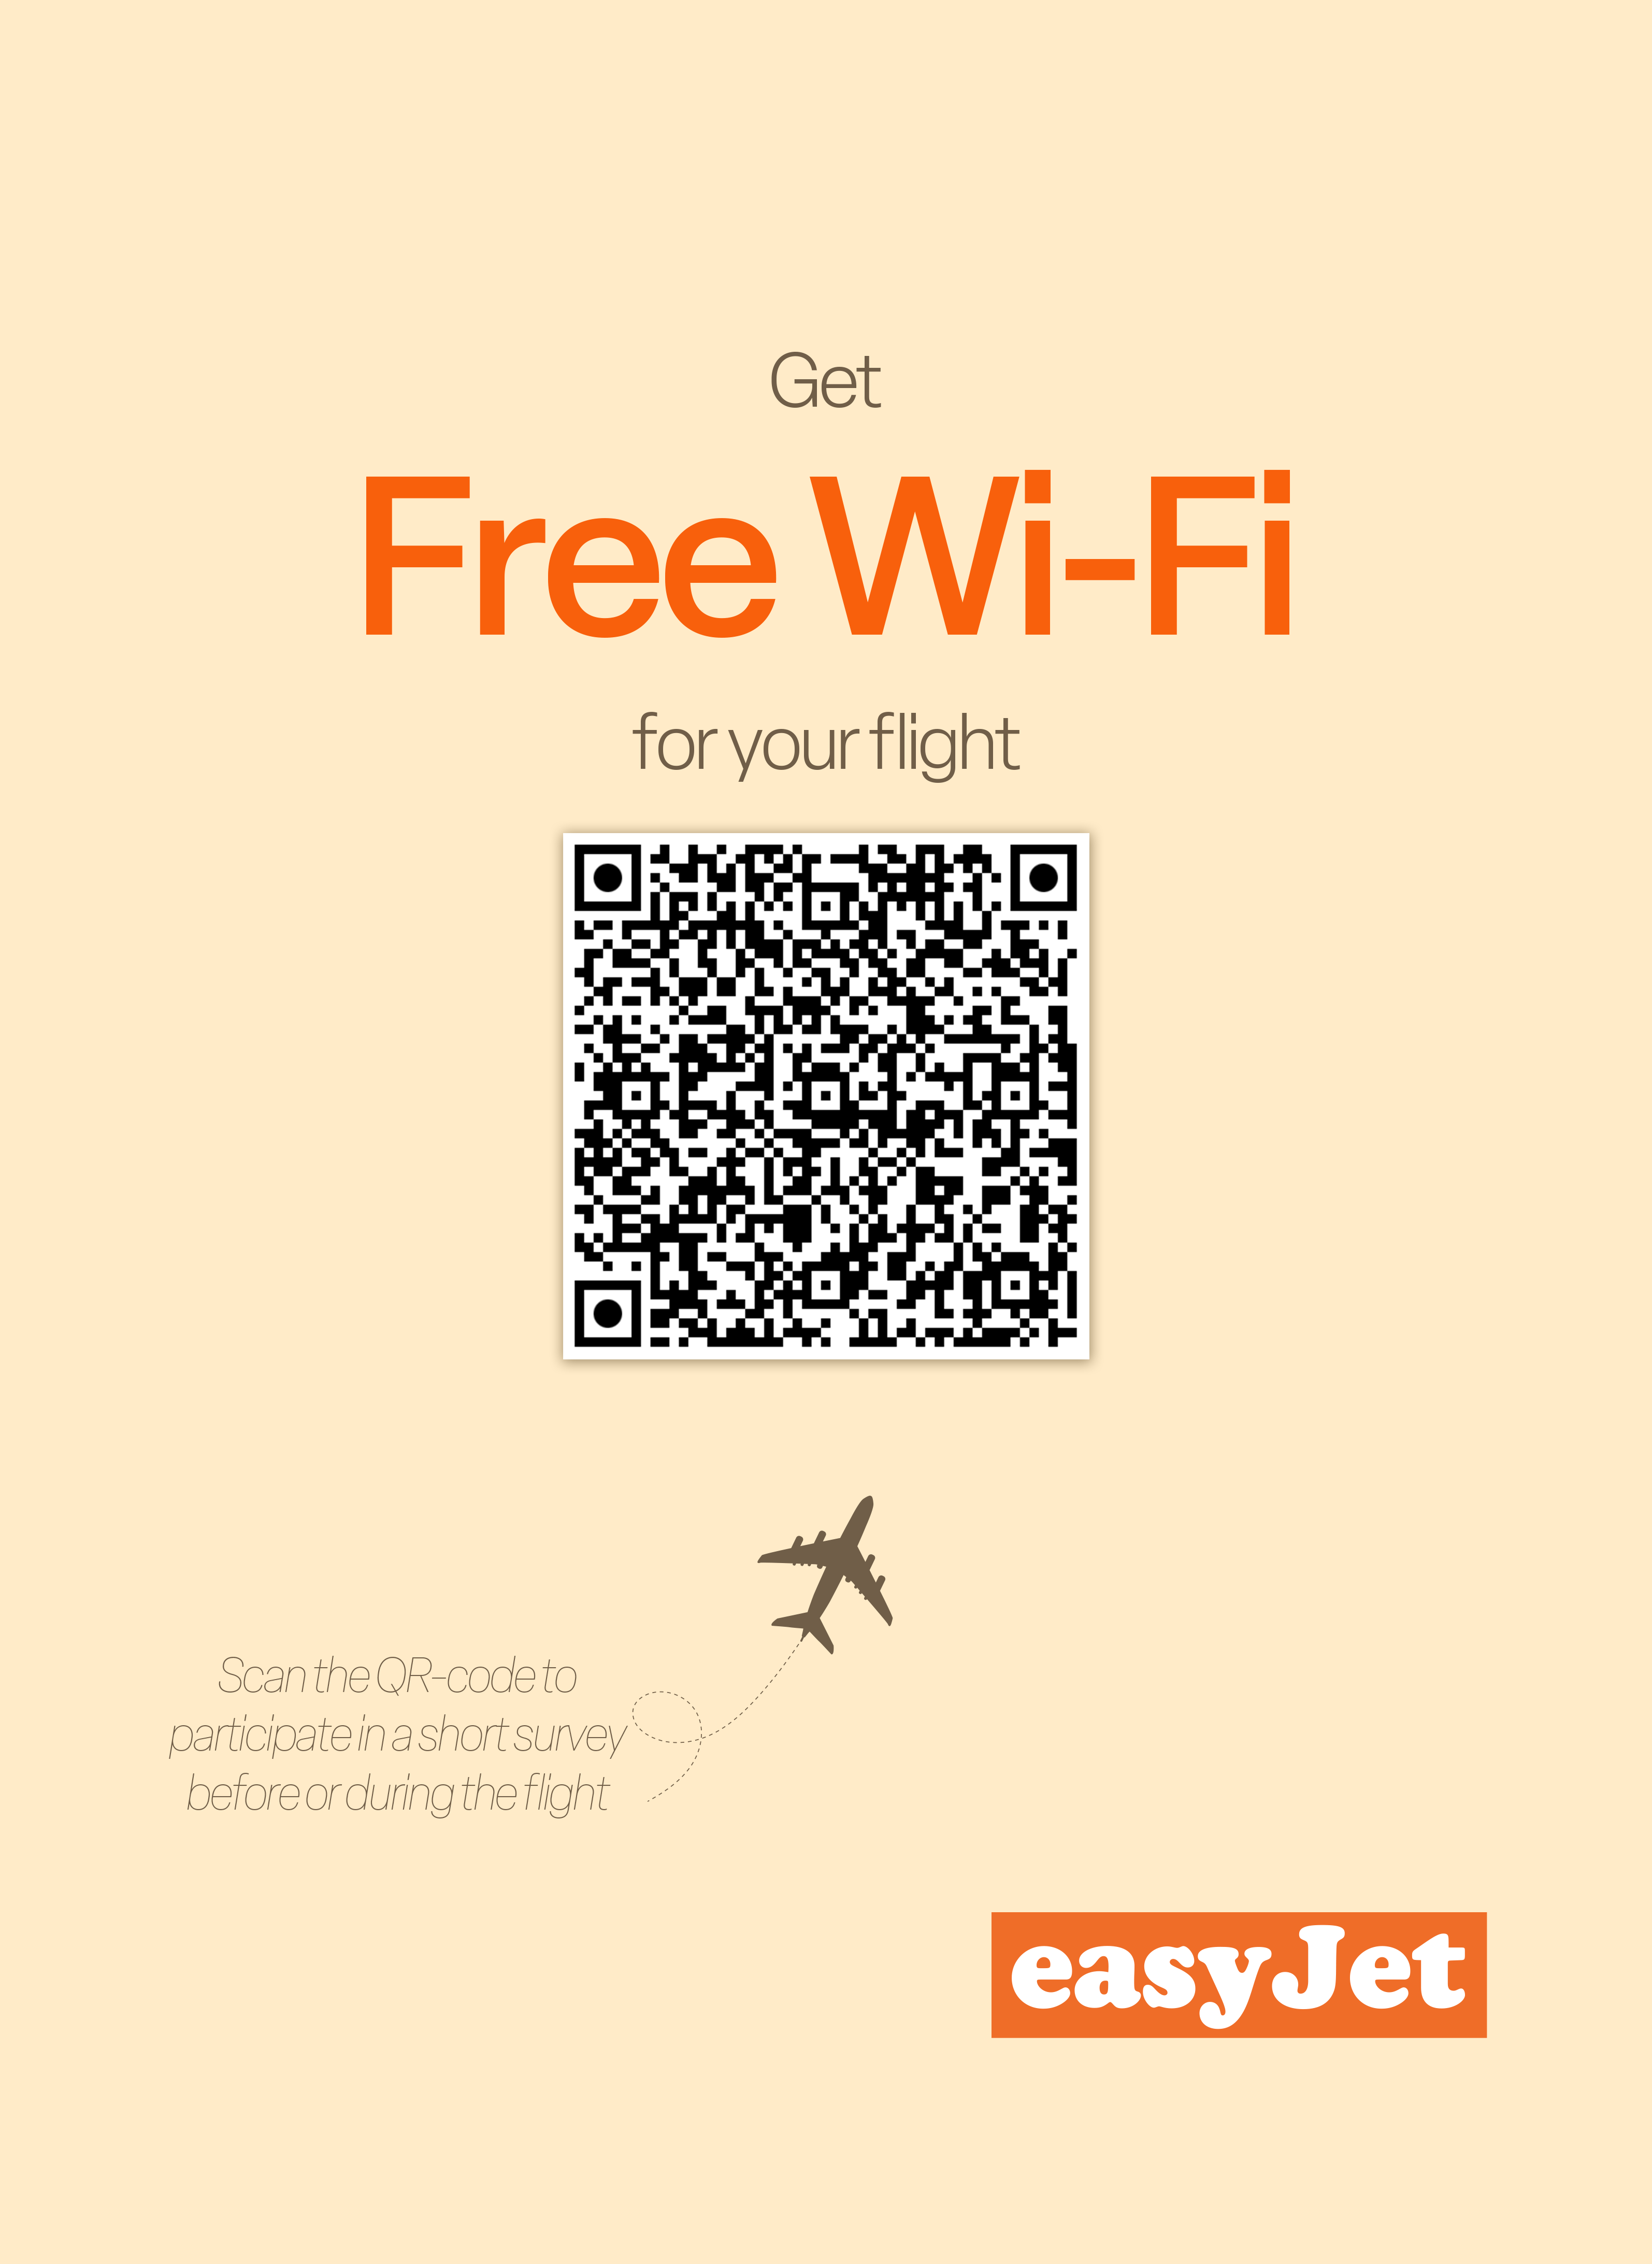 Get
Free Wi-Fi
for your flight
Scan the QR-code to
participate in a short survey
before or during the flight
easyJet